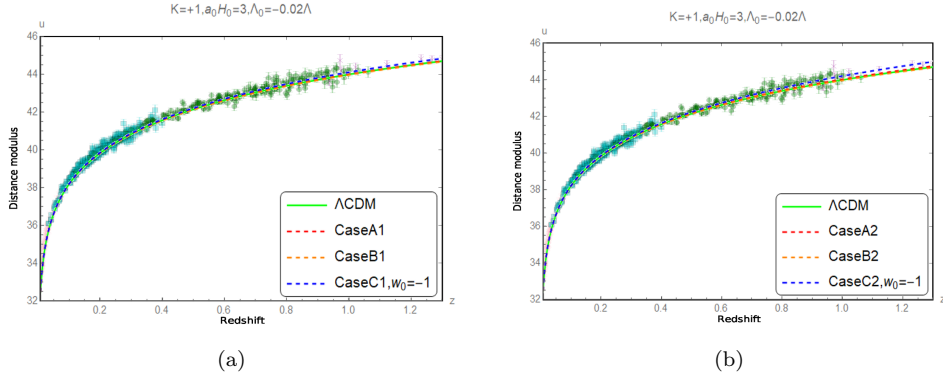 K=+1,a₀H₀=3,Λ₀=−0.02Λ
u
46
44
42
40
38
36
34
32
Distance modulus
ΛCDM
CaseA1
CaseB1
CaseC1,w₀=−1
0.2 0.4 0.6 0.8 1.0 1.2 z
Redshift
(a)
K=+1,a₀H₀=3,Λ₀=−0.02Λ
u
46
44
42
40
38
36
34
32
Distance modulus
ΛCDM
CaseA2
CaseB2
CaseC2,w₀=−1
0.2 0.4 0.6 0.8 1.0 1.2 z
Redshift
(b)